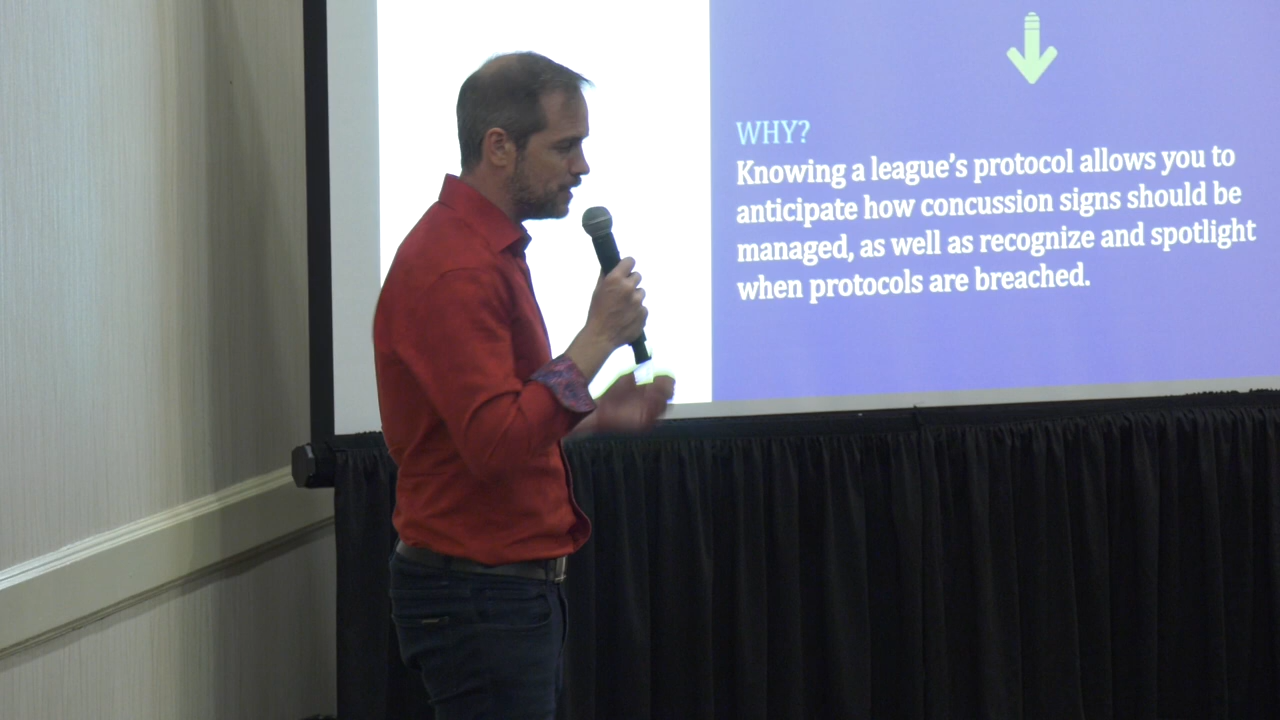 WHY?
Knowing a league’s protocol allows you to
anticipate how concussion signs should be
managed, as well as recognize and spotlight
when protocols are breached.